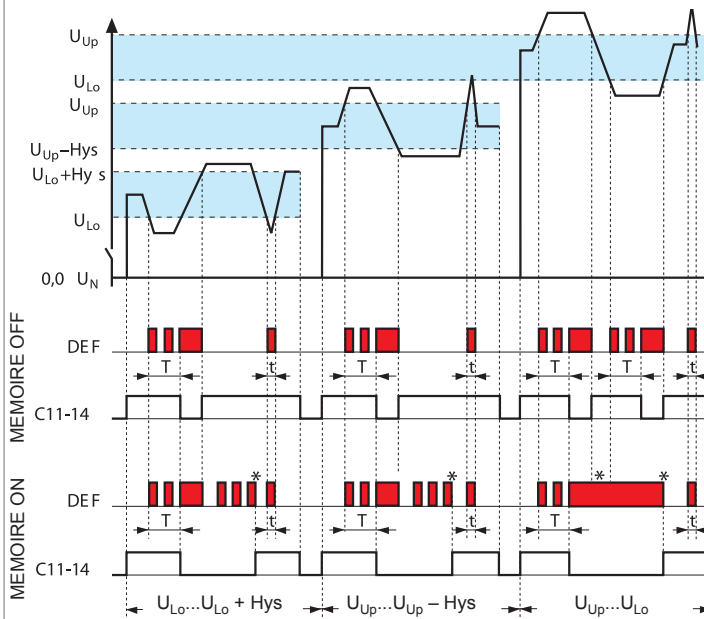 U_Up
U_Lo
U_Up
U_Up–Hys
U_Lo+Hy s
U_Lo
0,0 U_N
MEMOIRE OFF
DEF
T t T t T T t
C11-14
MEMOIRE ON
DEF
* * * *
T t T t T t
C11-14
U_Lo...U_Lo + Hys U_Up...U_Up – Hys U_Up...U_Lo